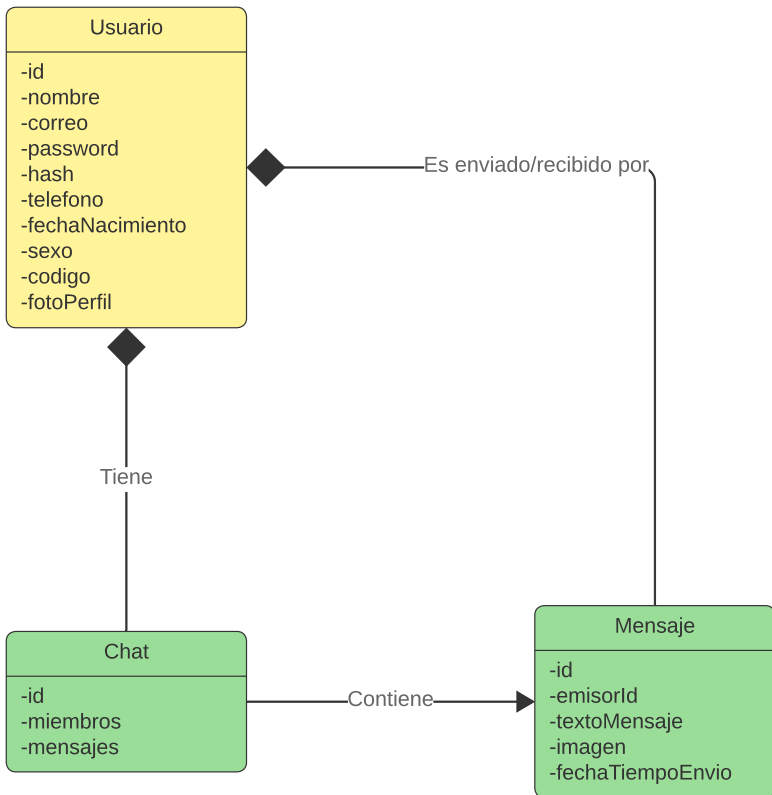 Usuario
-id
-nombre
-correo
-password
-hash
-telefono
-fechaNacimiento
-sexo
-codigo
-fotoPerfil
Es enviado/recibido por
Tiene
Chat
-id
-miembros
-mensajes
Contiene
Mensaje
-id
-emisorId
-textoMensaje
-imagen
-fechaTiempoEnvio